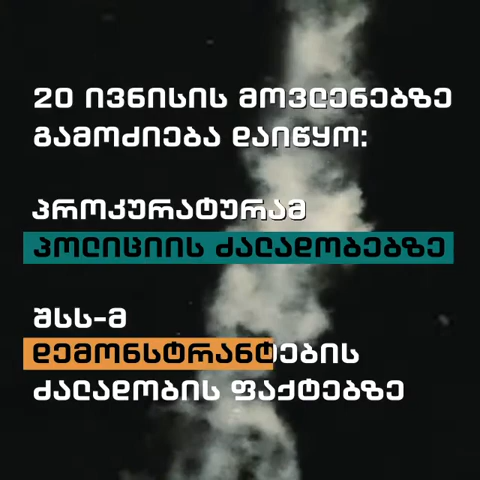 20 ივნისის მოვლენებზე
გამოძიება დაიწყო:
პროკურატურამ
პოლიციის ძალადობებზე
შსს-მ
დემონსტრანტების
ძალადობის ფაქტებზე